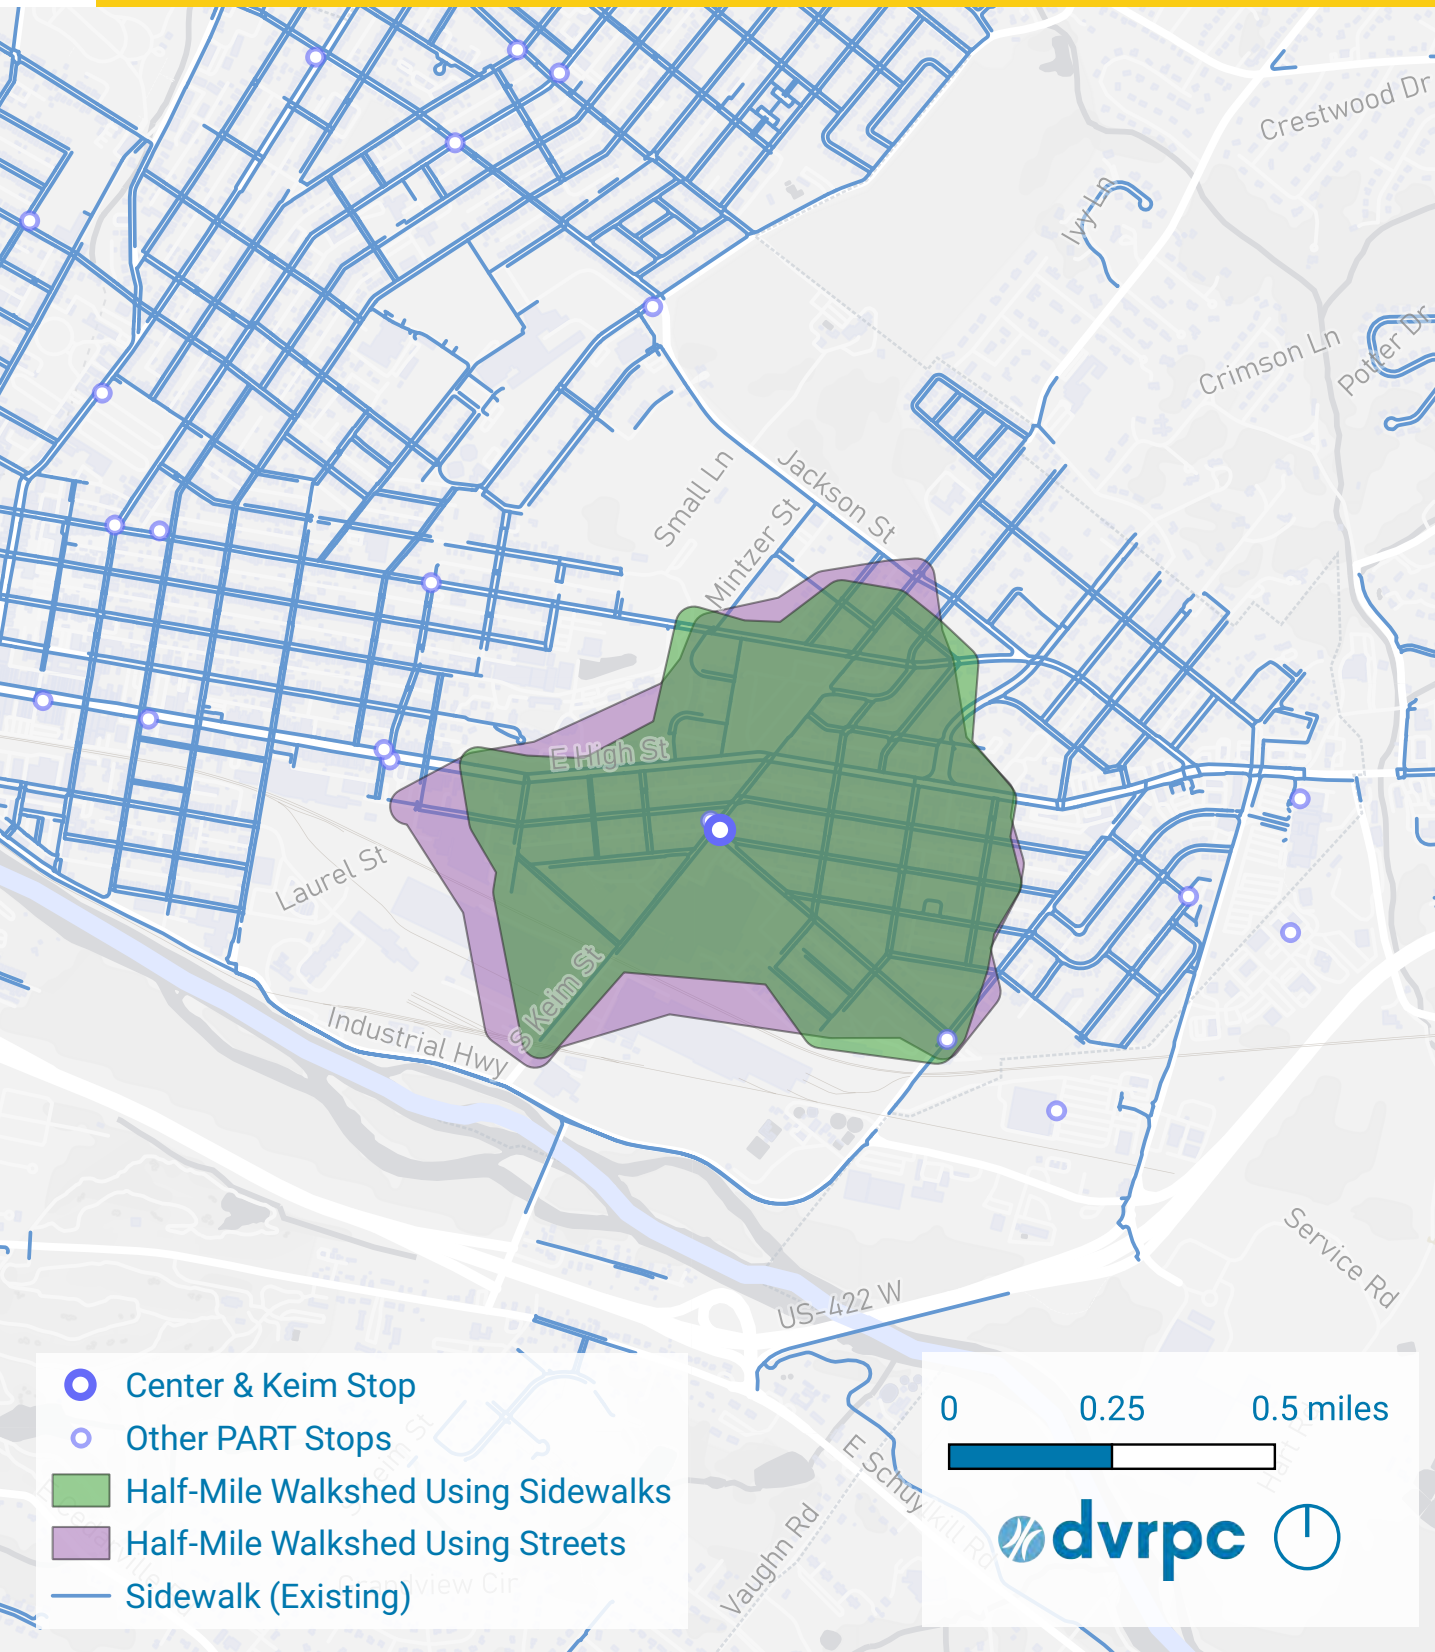 Crestwood Dr
Ivy Ln
Crimson Ln
Potter Dr
Small Ln
Jackson St
Mintzer St
E High St
Laurel St
S Keim St
Industrial Hwy
Service Rd
US-422 W
E Schuylkill Rd
Vaughn Rd
Grandview Cir
Center & Keim Stop
Other PART Stops
Half-Mile Walkshed Using Sidewalks
Half-Mile Walkshed Using Streets
Sidewalk (Existing)
0 0.25 0.5 miles
dvrpc